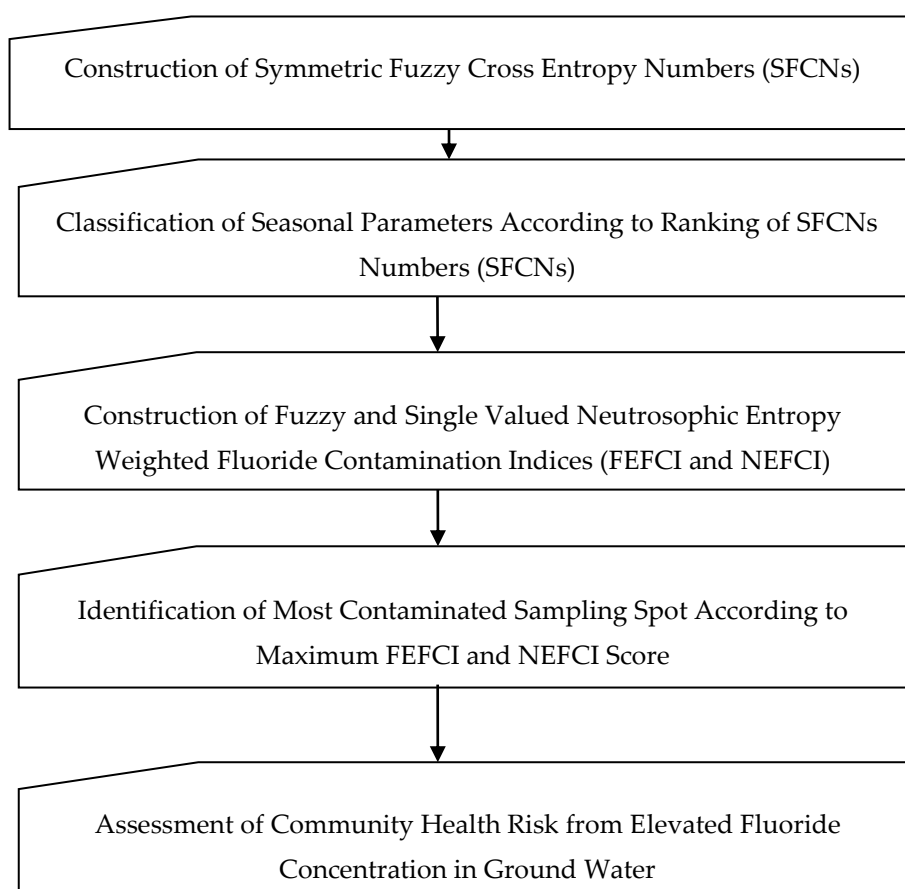 Construction of Symmetric Fuzzy Cross Entropy Numbers (SFCNs)
Classification of Seasonal Parameters According to Ranking of SFCNs
Numbers (SFCNs)
Construction of Fuzzy and Single Valued Neutrosophic Entropy
Weighted Fluoride Contamination Indices (FEFCI and NEFCI)
Identification of Most Contaminated Sampling Spot According to
Maximum FEFCI and NEFCI Score
Assessment of Community Health Risk from Elevated Fluoride
Concentration in Ground Water